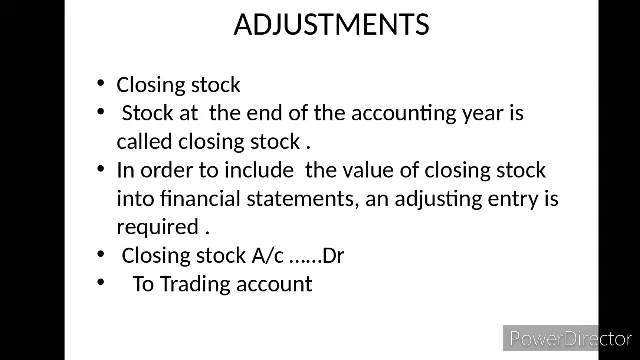 ADJUSTMENTS
• Closing stock
• Stock at the end of the accounting year is
called closing stock .
• In order to include the value of closing stock
into financial statements, an adjusting entry is
required .
• Closing stock A/c ......Dr
• To Trading account
PowerDirector